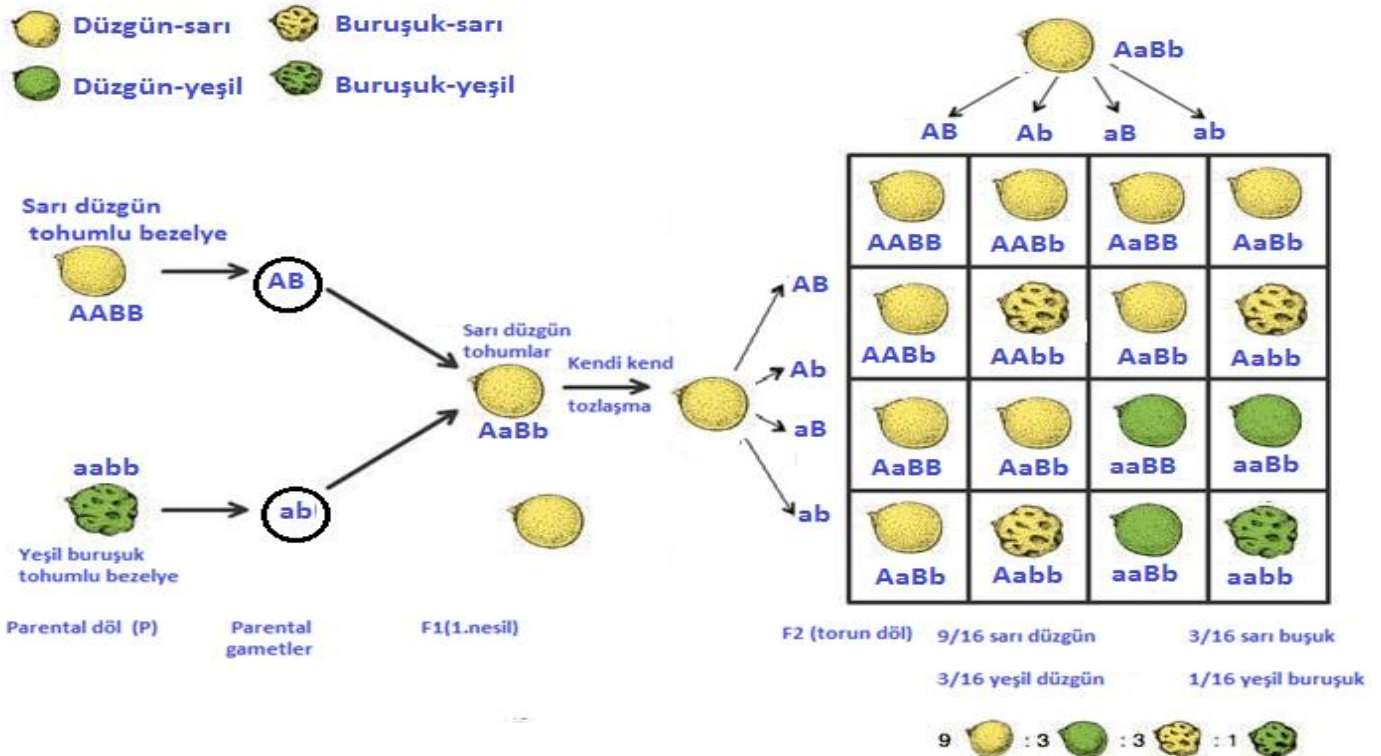 Düzgün-sarı
Buruşuk-sarı
Düzgün-yeşil
Buruşuk-yeşil
Sarı düzgün
tohumlu bezelye
AABB
AB
aabb
Yeşil buruşuk
tohumlu bezelye
ab
Sarı düzgün
tohumlar
AaBb
Kendi kend
tozlaşma
AB
Ab
aB
ab
AaBb
AB Ab aB ab
AABB AABb AaBB AaBb
AABb AAbb AaBb Aabb
AaBB AaBb aaBB aaBb
AaBb Aabb aaBb aabb
Parental döl (P)
Parental
gametler
F1(1.nesil)
F2 (torun döl)
9/16 sarı düzgün
3/16 sarı buşuk
3/16 yeşil düzgün
1/16 yeşil buruşuk
9 : 3 : 3 : 1